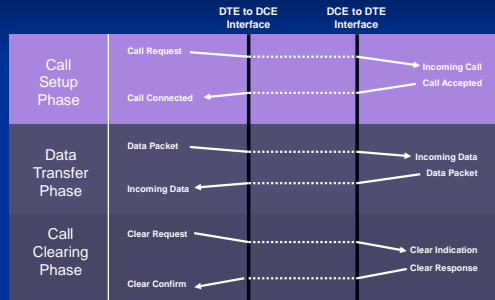 DTE to DCE
Interface
DCE to DTE
Interface
Call
Setup
Phase
Call Request
Incoming Call
Call Accepted
Call Connected
Data
Transfer
Phase
Data Packet
Incoming Data
Data Packet
Incoming Data
Call
Clearing
Phase
Clear Request
Clear Indication
Clear Response
Clear Confirm